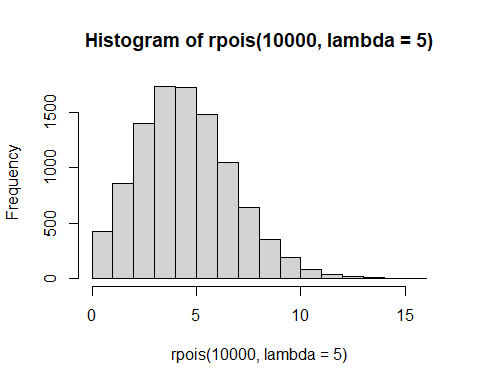 Histogram of rpois(10000, lambda = 5)
Frequency
1500
1000
500
0
0 5 10 15
rpois(10000, lambda = 5)